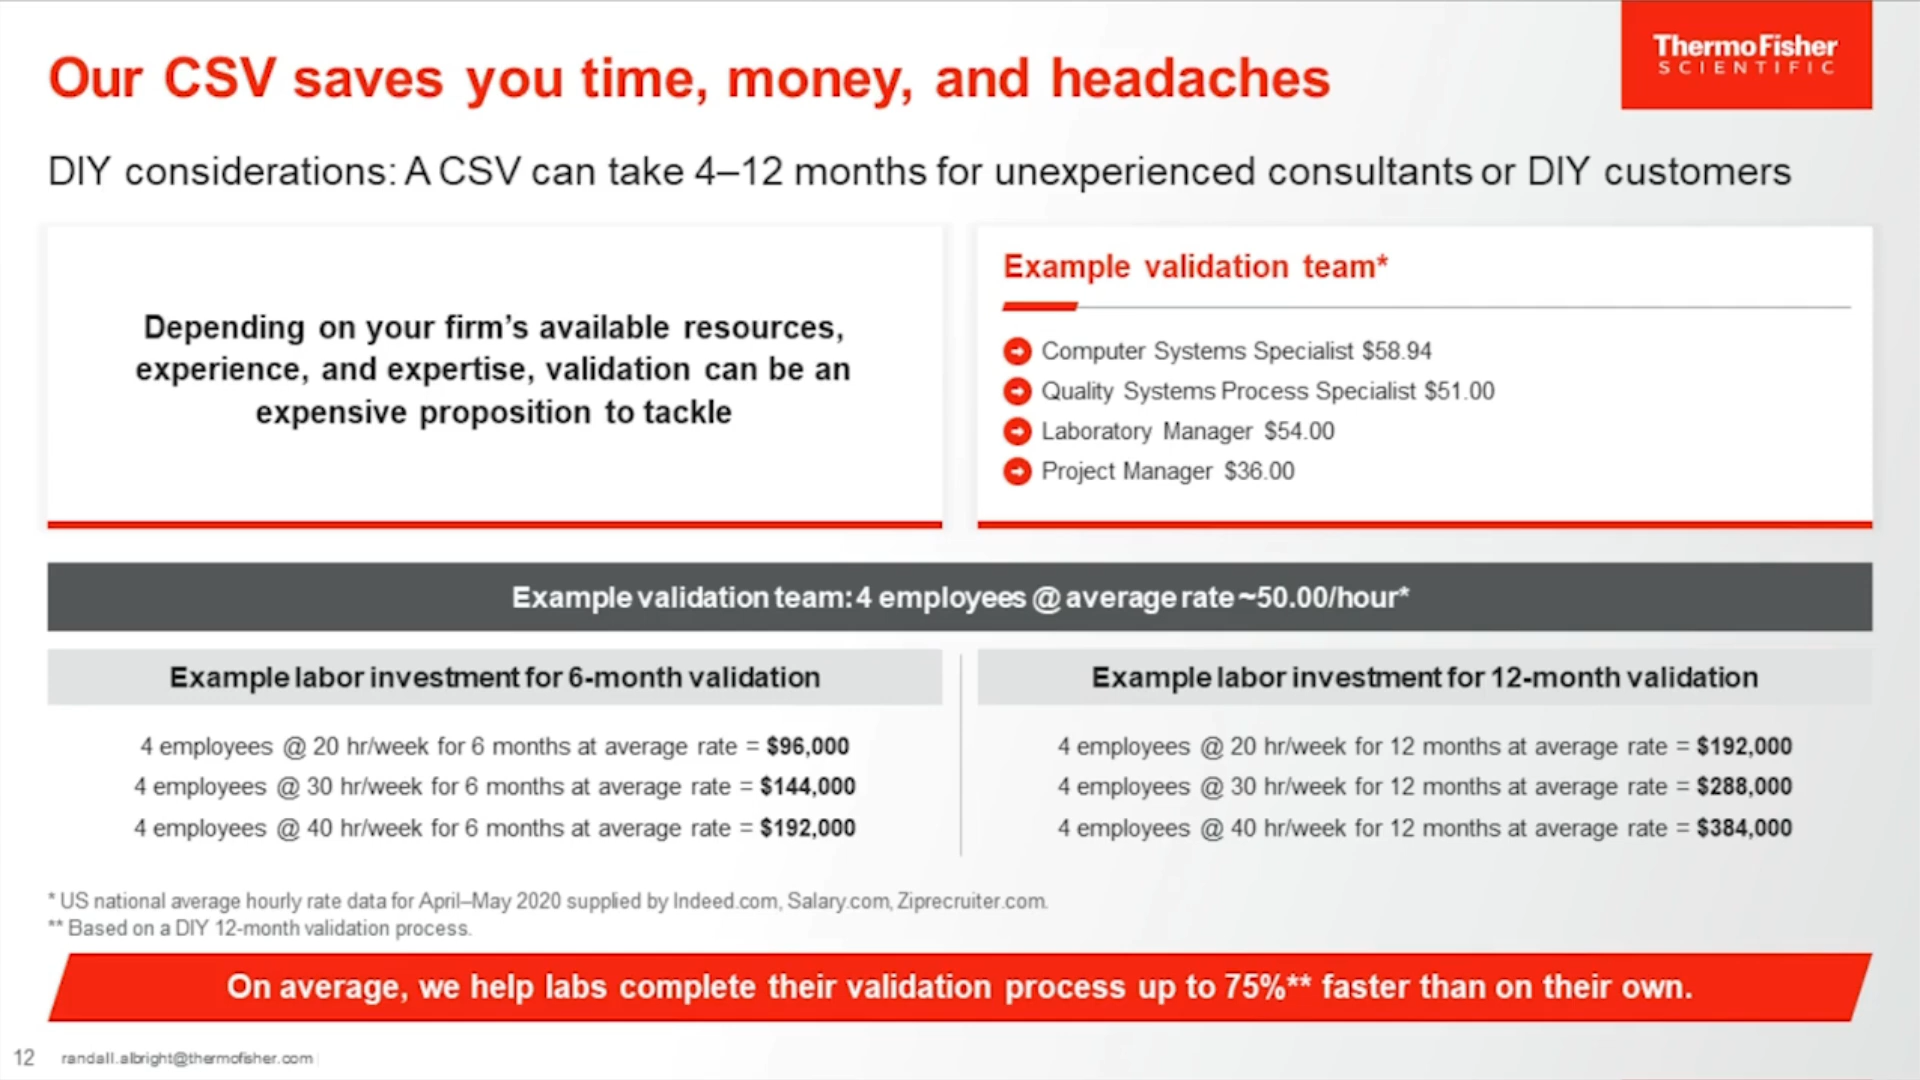 ThermoFisher
SCIENTIFIC
Our CSV saves you time, money, and headaches
DIY considerations: A CSV can take 4–12 months for unexperienced consultants or DIY customers
Depending on your firm’s available resources,
experience, and expertise, validation can be an
expensive proposition to tackle
Example validation team*
Computer Systems Specialist $58.94
Quality Systems Process Specialist $51.00
Laboratory Manager $54.00
Project Manager $36.00
Example validation team: 4 employees @ average rate ~50.00/hour*
Example labor investment for 6-month validation
4 employees @ 20 hr/week for 6 months at average rate = $96,000
4 employees @ 30 hr/week for 6 months at average rate = $144,000
4 employees @ 40 hr/week for 6 months at average rate = $192,000
Example labor investment for 12-month validation
4 employees @ 20 hr/week for 12 months at average rate = $192,000
4 employees @ 30 hr/week for 12 months at average rate = $288,000
4 employees @ 40 hr/week for 12 months at average rate = $384,000
* US national average hourly rate data for April–May 2020 supplied by Indeed.com, Salary.com, Ziprecruiter.com.
** Based on a DIY 12-month validation process.
On average, we help labs complete their validation process up to 75%** faster than on their own.
12 randall.albright@thermofisher.com